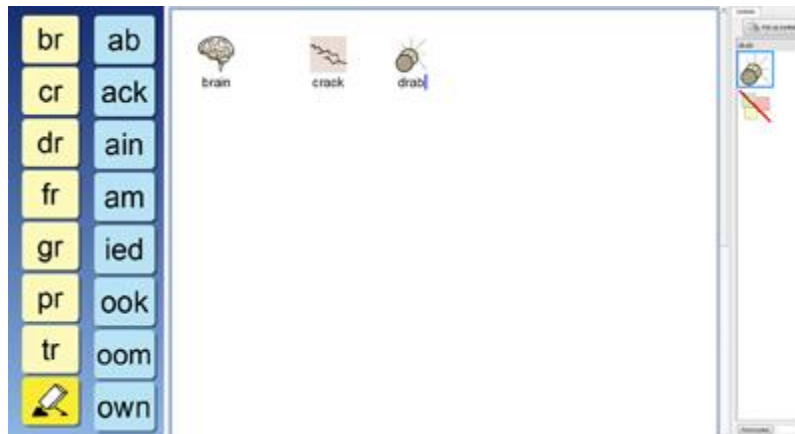 br ab
cr ack
dr ain
fr am
gr ied
pr ook
tr oom
own
brain crack drab